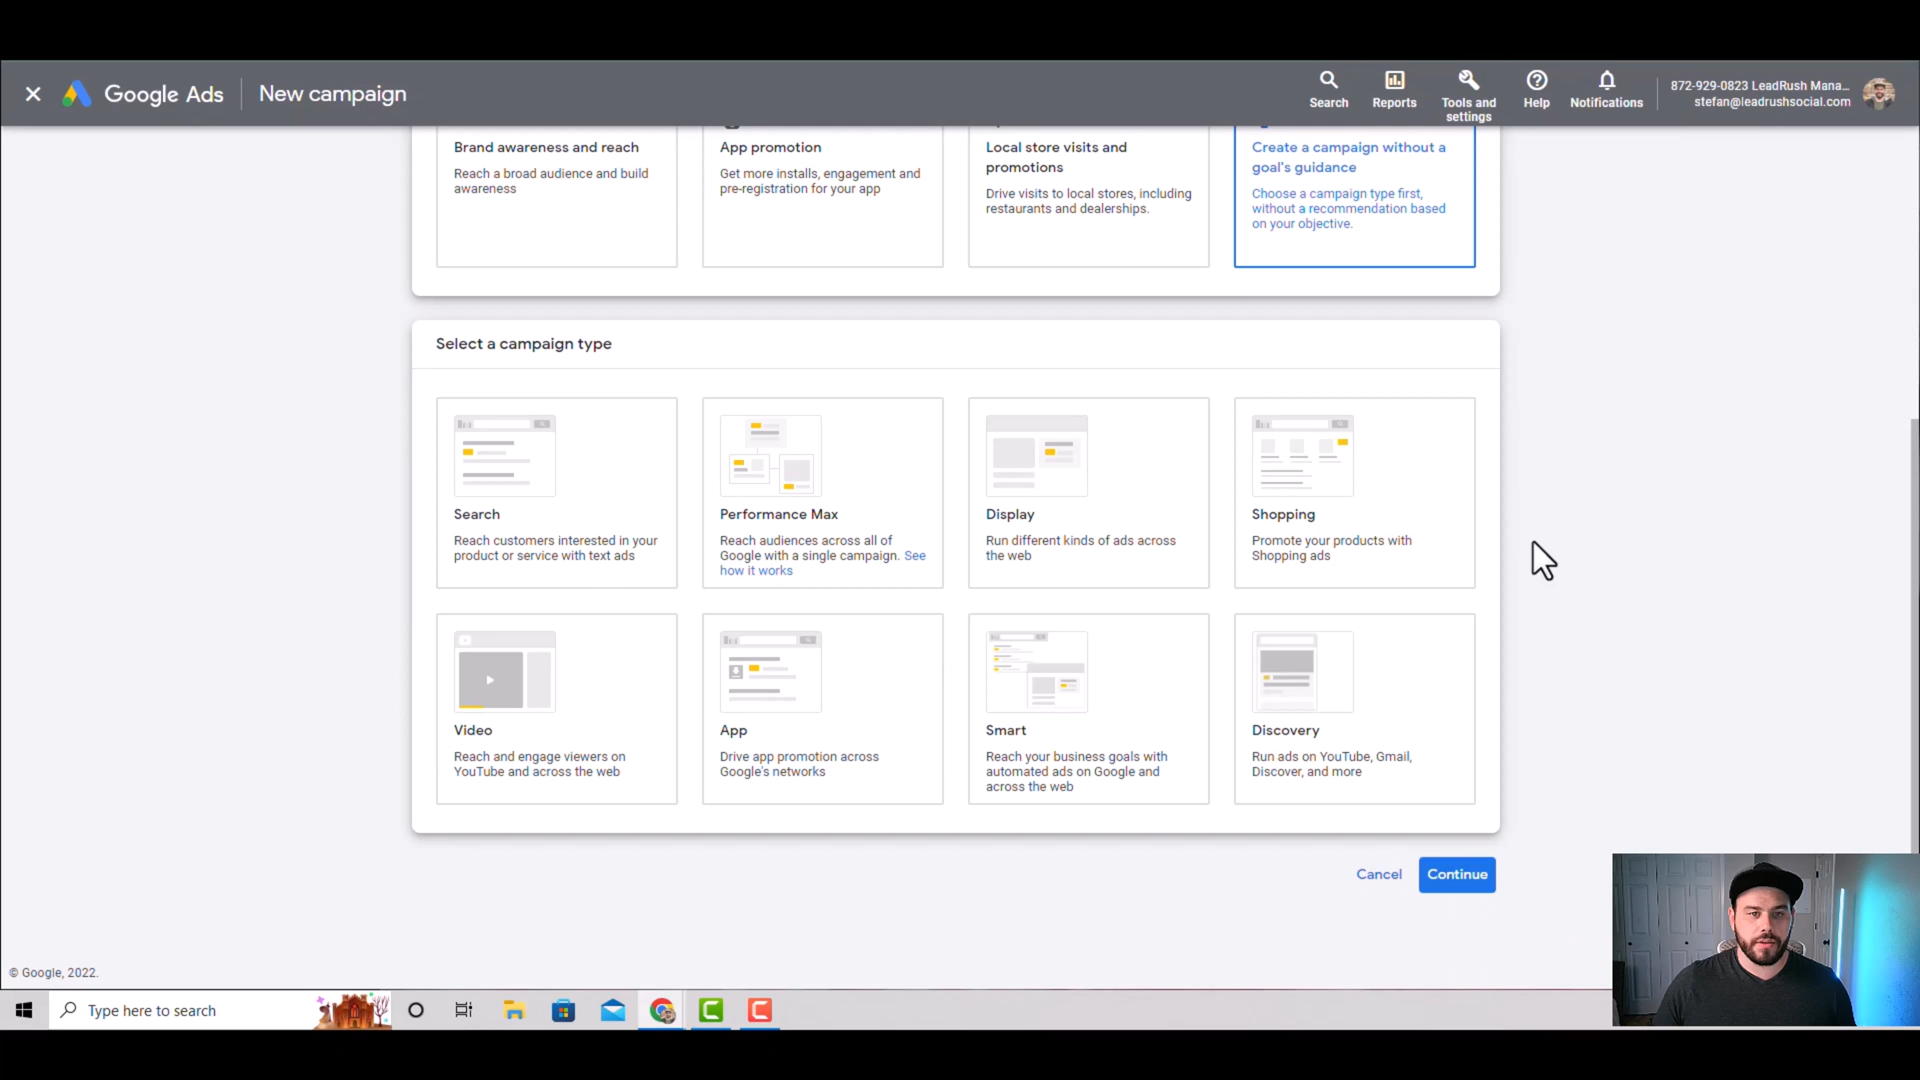 Google Ads
New campaign
Search
Reports
Tools and
settings
Help
Notifications
872-929-0823 LeadRush Mana...
stefan@leadrushsocial.com
Brand awareness and reach
Reach a broad audience and build
awareness
App promotion
Get more installs, engagement and
pre-registration for your app
Local store visits and
promotions
Drive visits to local stores, including
restaurants and dealerships.
Create a campaign without a
goal's guidance
Choose a campaign type first,
without a recommendation based
on your objective.
Select a campaign type
Search
Reach customers interested in your
product or service with text ads
Performance Max
Reach audiences across all of
Google with a single campaign. See
how it works
Display
Run different kinds of ads across
the web
Shopping
Promote your products with
Shopping ads
Video
Reach and engage viewers on
YouTube and across the web
App
Drive app promotion across
Google's networks
Smart
Reach your business goals with
automated ads on Google and
across the web
Discovery
Run ads on YouTube, Gmail,
Discover, and more
Cancel
Continue
© Google, 2022.
Type here to search